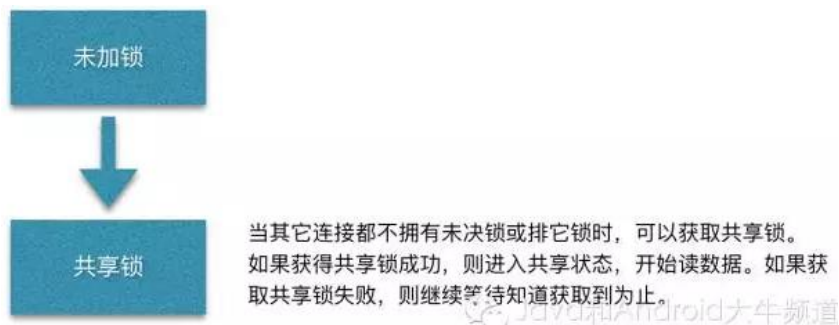 未加锁
共享锁
当其它连接都不拥有未决锁或排它锁时，可以获取共享锁。
如果获得共享锁成功，则进入共享状态，开始读数据。如果获
取共享锁失败，则继续等待知道获取到为止。
Java和Android大牛频道